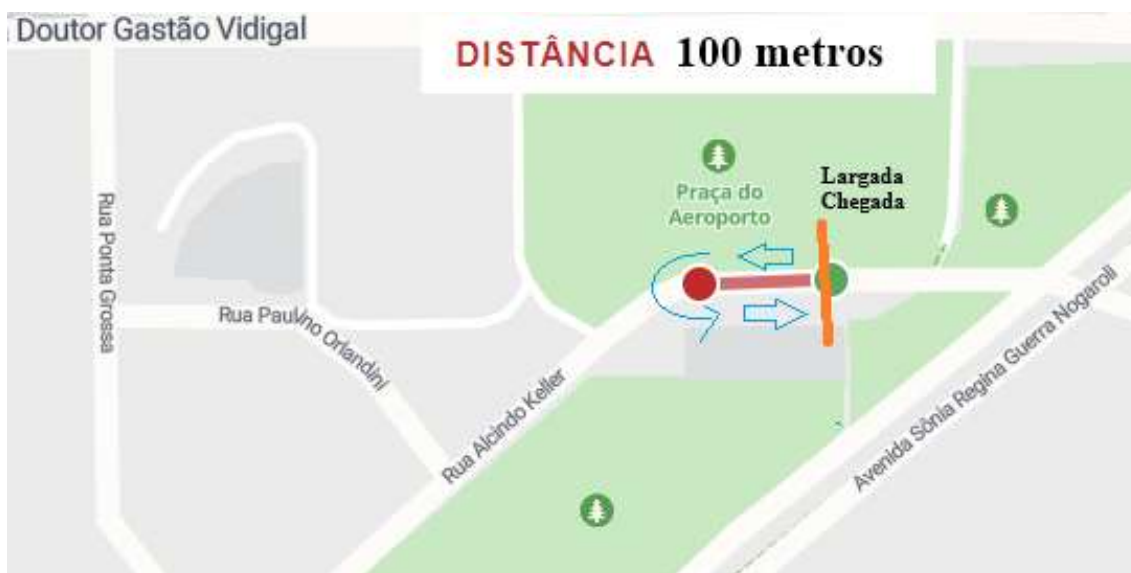 Doutor Gastão Vidigal
DISTÂNCIA 100 metros
Largada
Chegada
Praça do
Aeroporto
Rua Ponta Grossa
Rua Paulino Orlandini
Rua Alcindo Keller
Avenida Sônia Regina Guerra Nogaroli